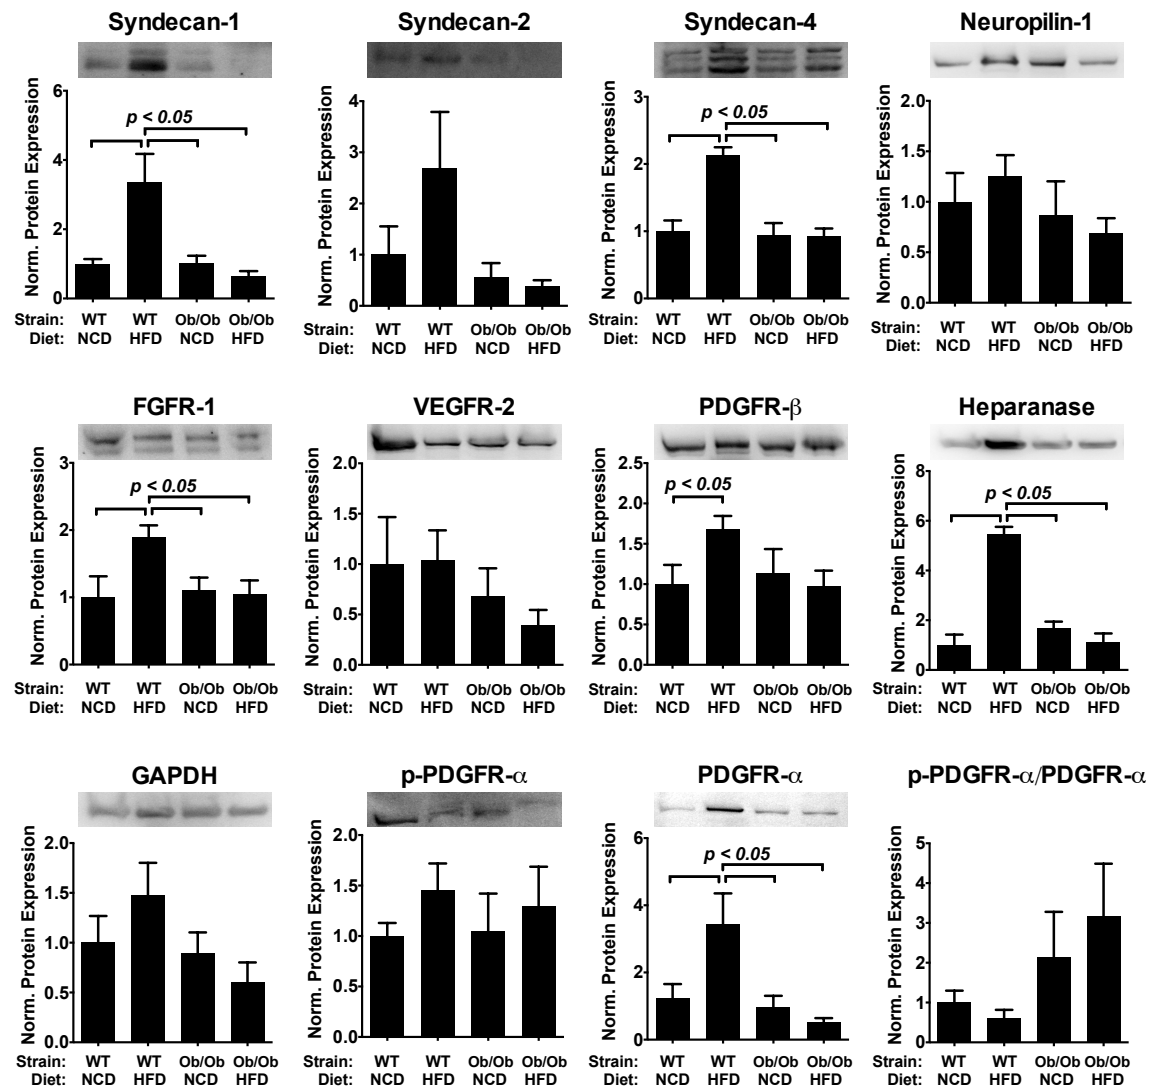 Syndecan-1
Norm. Protein Expression
6
4
2
0
p < 0.05
Strain: WT WT Ob/Ob Ob/Ob
Diet: NCD HFD NCD HFD
Syndecan-2
4
3
2
1
0
Norm. Protein Expression
WT WT Ob/Ob Ob/Ob
NCD HFD NCD HFD
Syndecan-4
Norm. Protein Expression
3
2
1
0
p < 0.05
Strain: WT WT Ob/Ob Ob/Ob
Diet: NCD HFD NCD HFD
Neuropilin-1
Norm. Protein Expression
2.0
1.5
1.0
0.5
0.0
Strain: WT WT Ob/Ob Ob/Ob
Diet: NCD HFD NCD HFD
FGFR-1
Norm. Protein Expression
3
2
1
0
p < 0.05
Strain: WT WT Ob/Ob Ob/Ob
Diet: NCD HFD NCD HFD
VEGFR-2
Norm. Protein Expression
2.0
1.5
1.0
0.5
0.0
Strain: WT WT Ob/Ob Ob/Ob
Diet: NCD HFD NCD HFD
PDGFR-β
Norm. Protein Expression
2.5
2.0
1.5
1.0
0.5
0.0
p < 0.05
Strain: WT WT Ob/Ob Ob/Ob
Diet: NCD HFD NCD HFD
Heparanase
Norm. Protein Expression
8
6
4
2
0
p < 0.05
Strain: WT WT Ob/Ob Ob/Ob
Diet: NCD HFD NCD HFD
GAPDH
Norm. Protein Expression
2.0
1.5
1.0
0.5
0.0
Strain: WT WT Ob/Ob Ob/Ob
Diet: NCD HFD NCD HFD
p-PDGFR-α
Norm. Protein Expression
2.0
1.5
1.0
0.5
0.0
Strain: WT WT Ob/Ob Ob/Ob
Diet: NCD HFD NCD HFD
PDGFR-α
Norm. Protein Expression
6
4
2
0
p < 0.05
Strain: WT WT Ob/Ob Ob/Ob
Diet: NCD HFD NCD HFD
p-PDGFR-α/PDGFR-α
Norm. Protein Expression
5
4
3
2
1
0
Strain: WT WT Ob/Ob Ob/Ob
Diet: NCD HFD NCD HFD